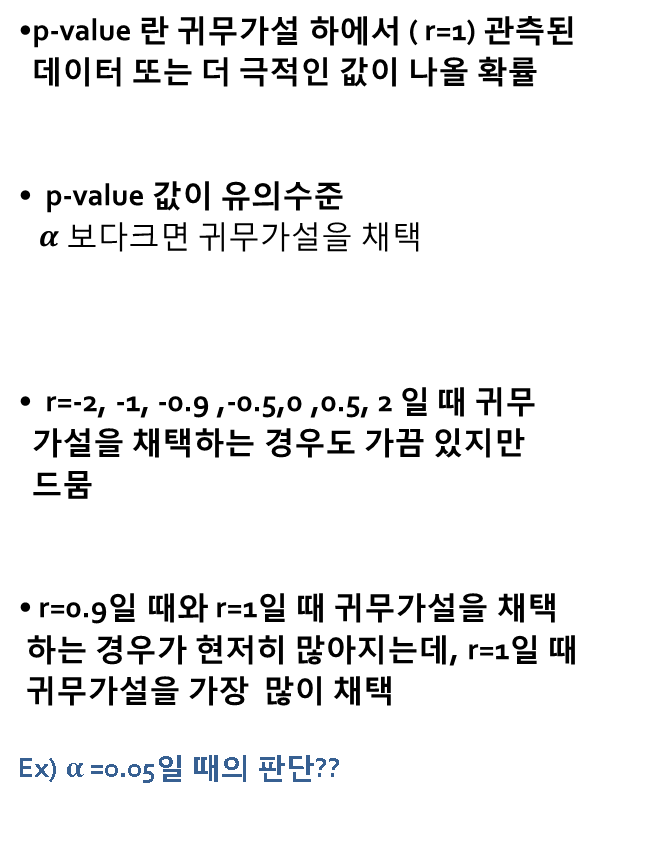 •p-value 란 귀무가설 하에서 ( r=1) 관측된
데이터 또는 더 극적인 값이 나올 확률
• p-value 값이 유의수준
α 보다크면 귀무가설을 채택
• r=-2, -1, -0.9 ,-0.5,0 ,0.5, 2 일 때 귀무
가설을 채택하는 경우도 가끔 있지만
드뭄
• r=0.9일 때와 r=1일 때 귀무가설을 채택
하는 경우가 현저히 많아지는데, r=1일 때
귀무가설을 가장 많이 채택
Ex) α =0.05일 때의 판단??